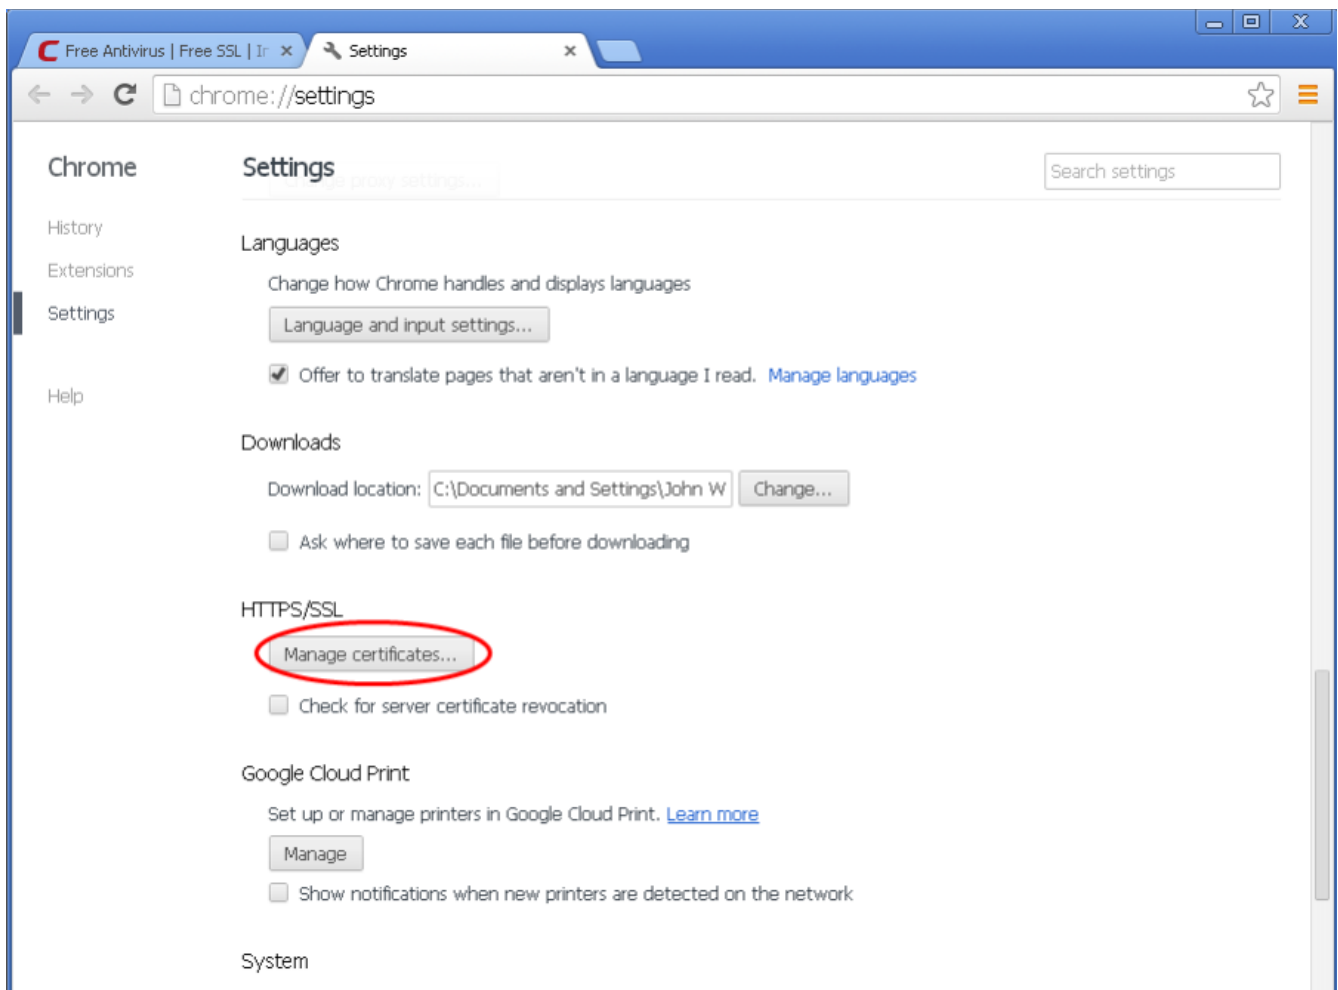 Free Antivirus | Free SSL | Ir
Settings
chrome://settings
Chrome
Settings
Search settings
Change proxy settings...
History
Extensions
Settings
Help
Languages
Change how Chrome handles and displays languages
Language and input settings...
Offer to translate pages that aren't in a language I read. Manage languages
Downloads
Download location: C:\Documents and Settings\John W Change...
Ask where to save each file before downloading
HTTPS/SSL
Manage certificates...
Check for server certificate revocation
Google Cloud Print
Set up or manage printers in Google Cloud Print. Learn more
Manage
Show notifications when new printers are detected on the network
System